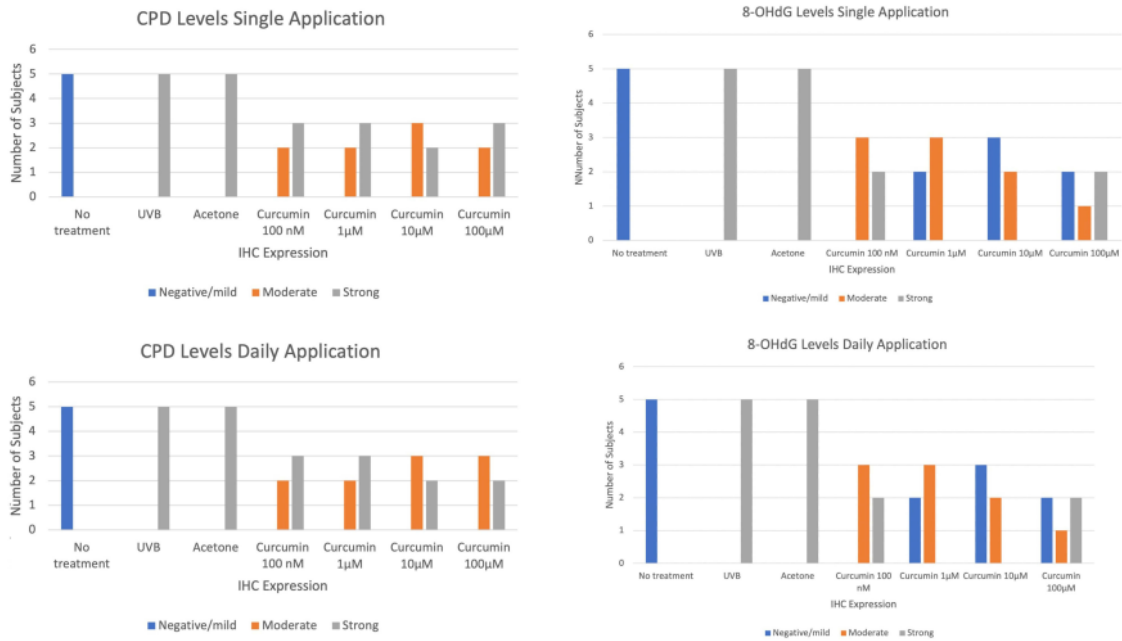 CPD Levels Single Application
Number of Subjects
6
5
4
3
2
1
0
No treatment
UVB
Acetone
Curcumin 100 nM
Curcumin 1µM
Curcumin 10µM
Curcumin 100µM
IHC Expression
Negative/mild Moderate Strong
8-OHdG Levels Single Application
NNumber of Subjects
6
5
4
3
2
1
0
No treatment
UVB
Acetone
Curcumin 100 nM
Curcumin 1µM
Curcumin 10µM
Curcumin 100µM
IHC Expression
Negative/mild Moderate Strong
CPD Levels Daily Application
Number of Subjects
6
5
4
3
2
1
0
No treatment
UVB
Acetone
Curcumin 100 nM
Curcumin 1µM
Curcumin 10µM
Curcumin 100µM
IHC Expression
Negative/mild Moderate Strong
8-OHdG Levels Daily Application
Number of Subjects
6
5
4
3
2
1
0
No treatment
UVB
Acetone
Curcumin 100 nM
Curcumin 1µM
Curcumin 10µM
Curcumin 100µM
IHC Expression
Negative/mild Moderate Strong